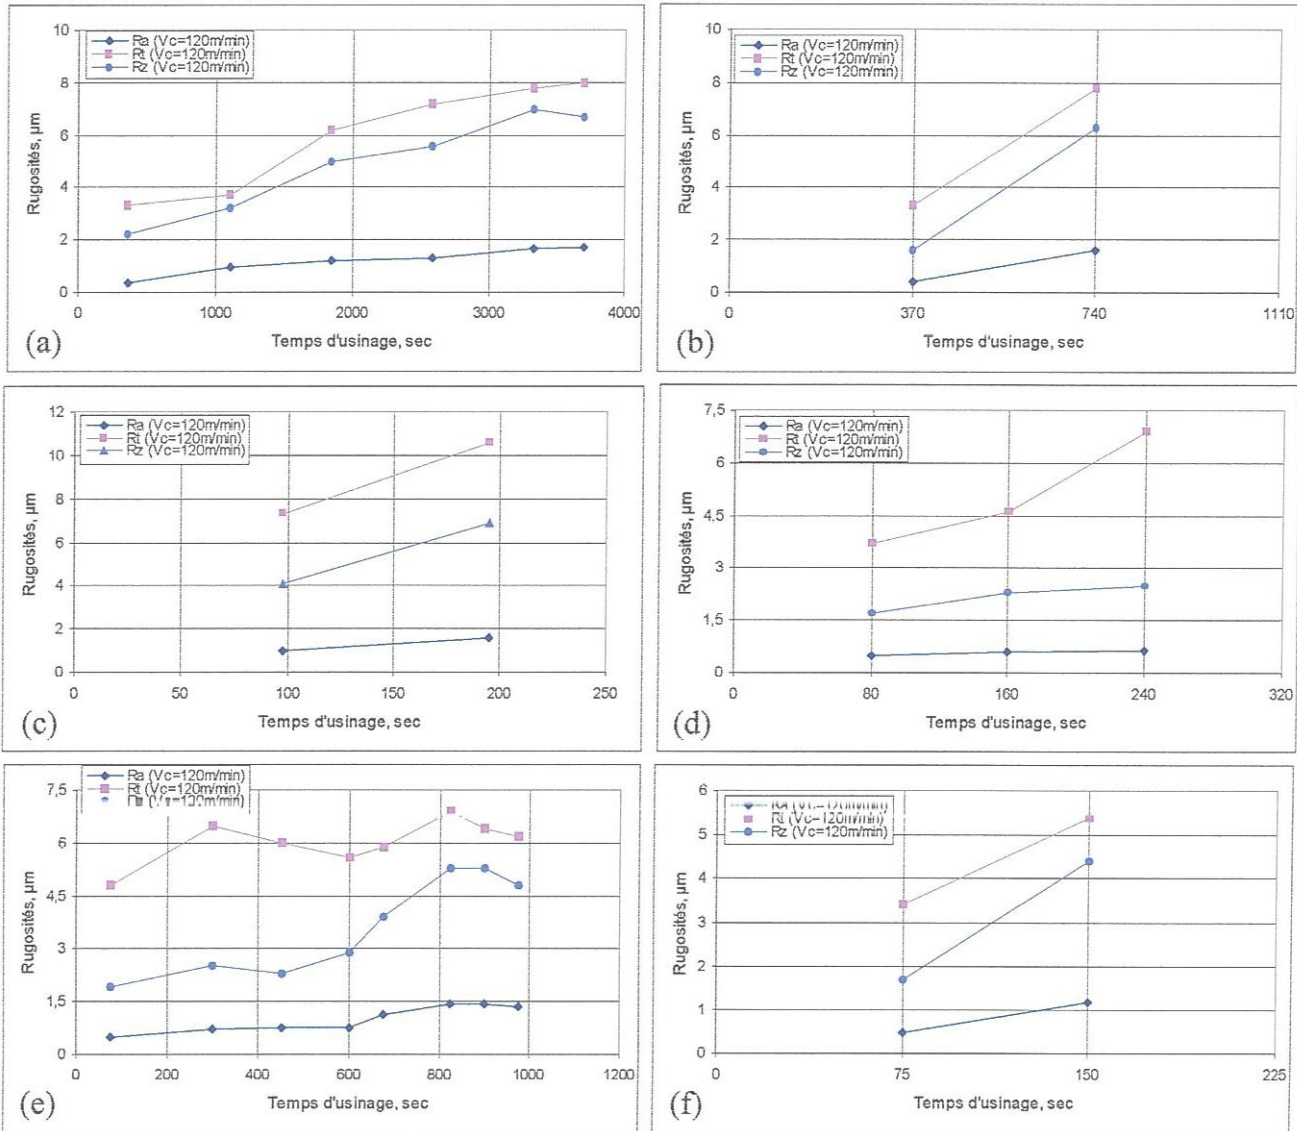 10
8
6
4
2
0
Rugosités, µm
Ra (Vc=120m/min)
Rt (Vc=120m/min)
Rz (Vc=120m/min)
0 1000 2000 3000 4000
Temps d'usinage, sec
(a)
10
8
6
4
2
0
Rugosités, µm
Ra (Vc=120m/min)
Rt (Vc=120m/min)
Rz (Vc=120m/min)
0 370 740 1110
Temps d'usinage, sec
(b)
12
10
8
6
4
2
0
Rugosités, µm
Ra (Vc=120m/min)
Rt (Vc=120m/min)
Rz (Vc=120m/min)
0 50 100 150 200 250
Temps d'usinage, sec
(c)
7,5
6
4,5
3
1,5
0
Rugosités, µm
Ra (Vc=120m/min)
Rt (Vc=120m/min)
Rz (Vc=120m/min)
0 80 160 240 320
Temps d'usinage, sec
(d)
7,5
6
4,5
3
1,5
0
Rugosités, µm
Ra (Vc=120m/min)
Rt (Vc=120m/min)
0 200 400 600 800 1000 1200
Temps d'usinage, sec
(e)
6
5
4
3
2
1
0
Rugosités, µm
Rt (Vc=120m/min)
Rz (Vc=120m/min)
0 75 150 225
Temps d'usinage, sec
(f)